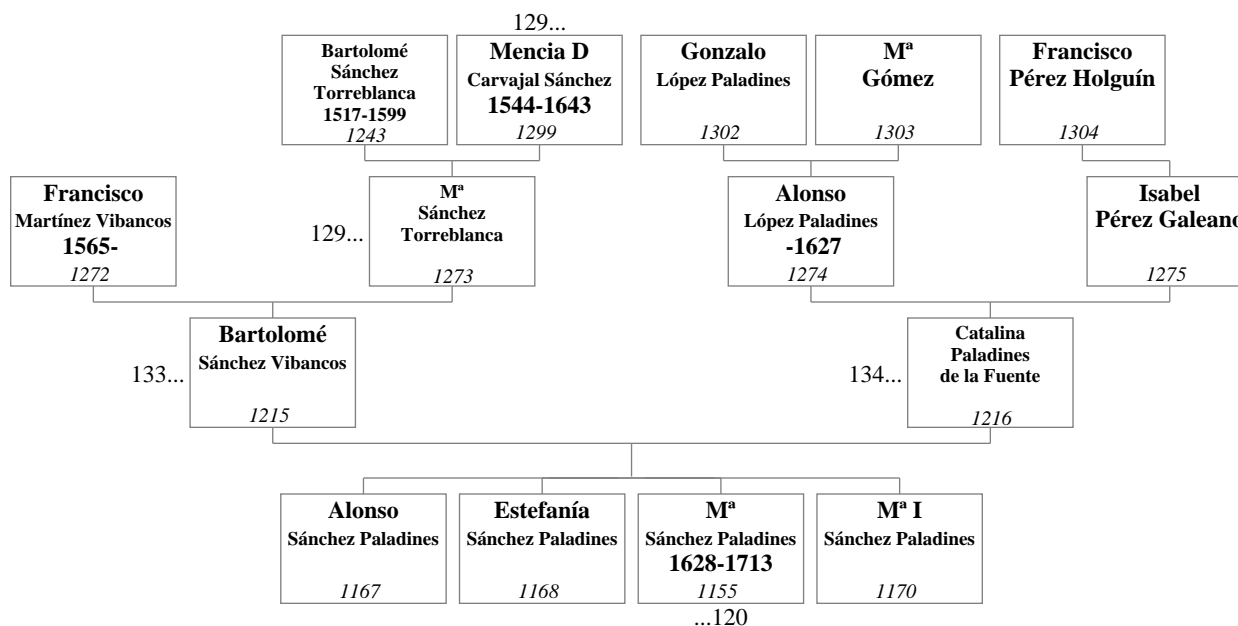 129...
Bartolomé
Sánchez
Torreblanca
1517-1599
1243
Mencia D
Carvajal Sánchez
1544-1643
1299
Gonzalo
López Paladines
1302
Mª
Gómez
1303
Francisco
Pérez Holguín
1304
Francisco
Martínez Vibancos
1565-
1272
129...
Mª
Sánchez
Torreblanca
1273
Alonso
López Paladines
-1627
1274
Isabel
Pérez Galeano
1275
133...
Bartolomé
Sánchez Vibancos
1215
134...
Catalina
Paladines
de la Fuente
1216
Alonso
Sánchez Paladines
1167
Estefanía
Sánchez Paladines
1168
Mª
Sánchez Paladines
1628-1713
1155
Mª I
Sánchez Paladines
1170
...120